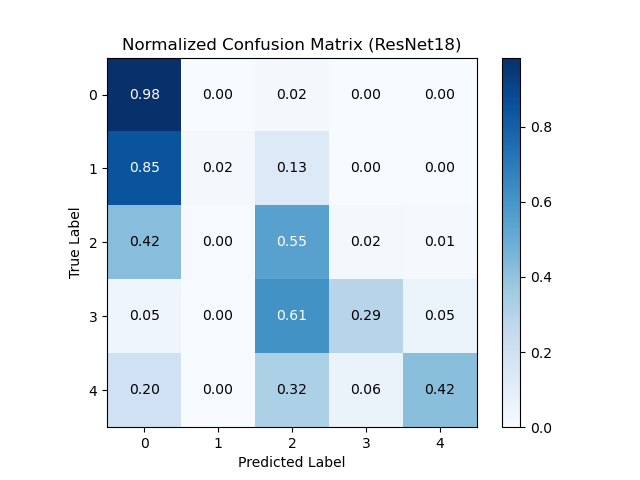 Normalized Confusion Matrix (ResNet18)
True Label
0 0.98 0.00 0.02 0.00 0.00
1 0.85 0.02 0.13 0.00 0.00
2 0.42 0.00 0.55 0.02 0.01
3 0.05 0.00 0.61 0.29 0.05
4 0.20 0.00 0.32 0.06 0.42
0 1 2 3 4
Predicted Label
0.8
0.6
0.4
0.2
0.0